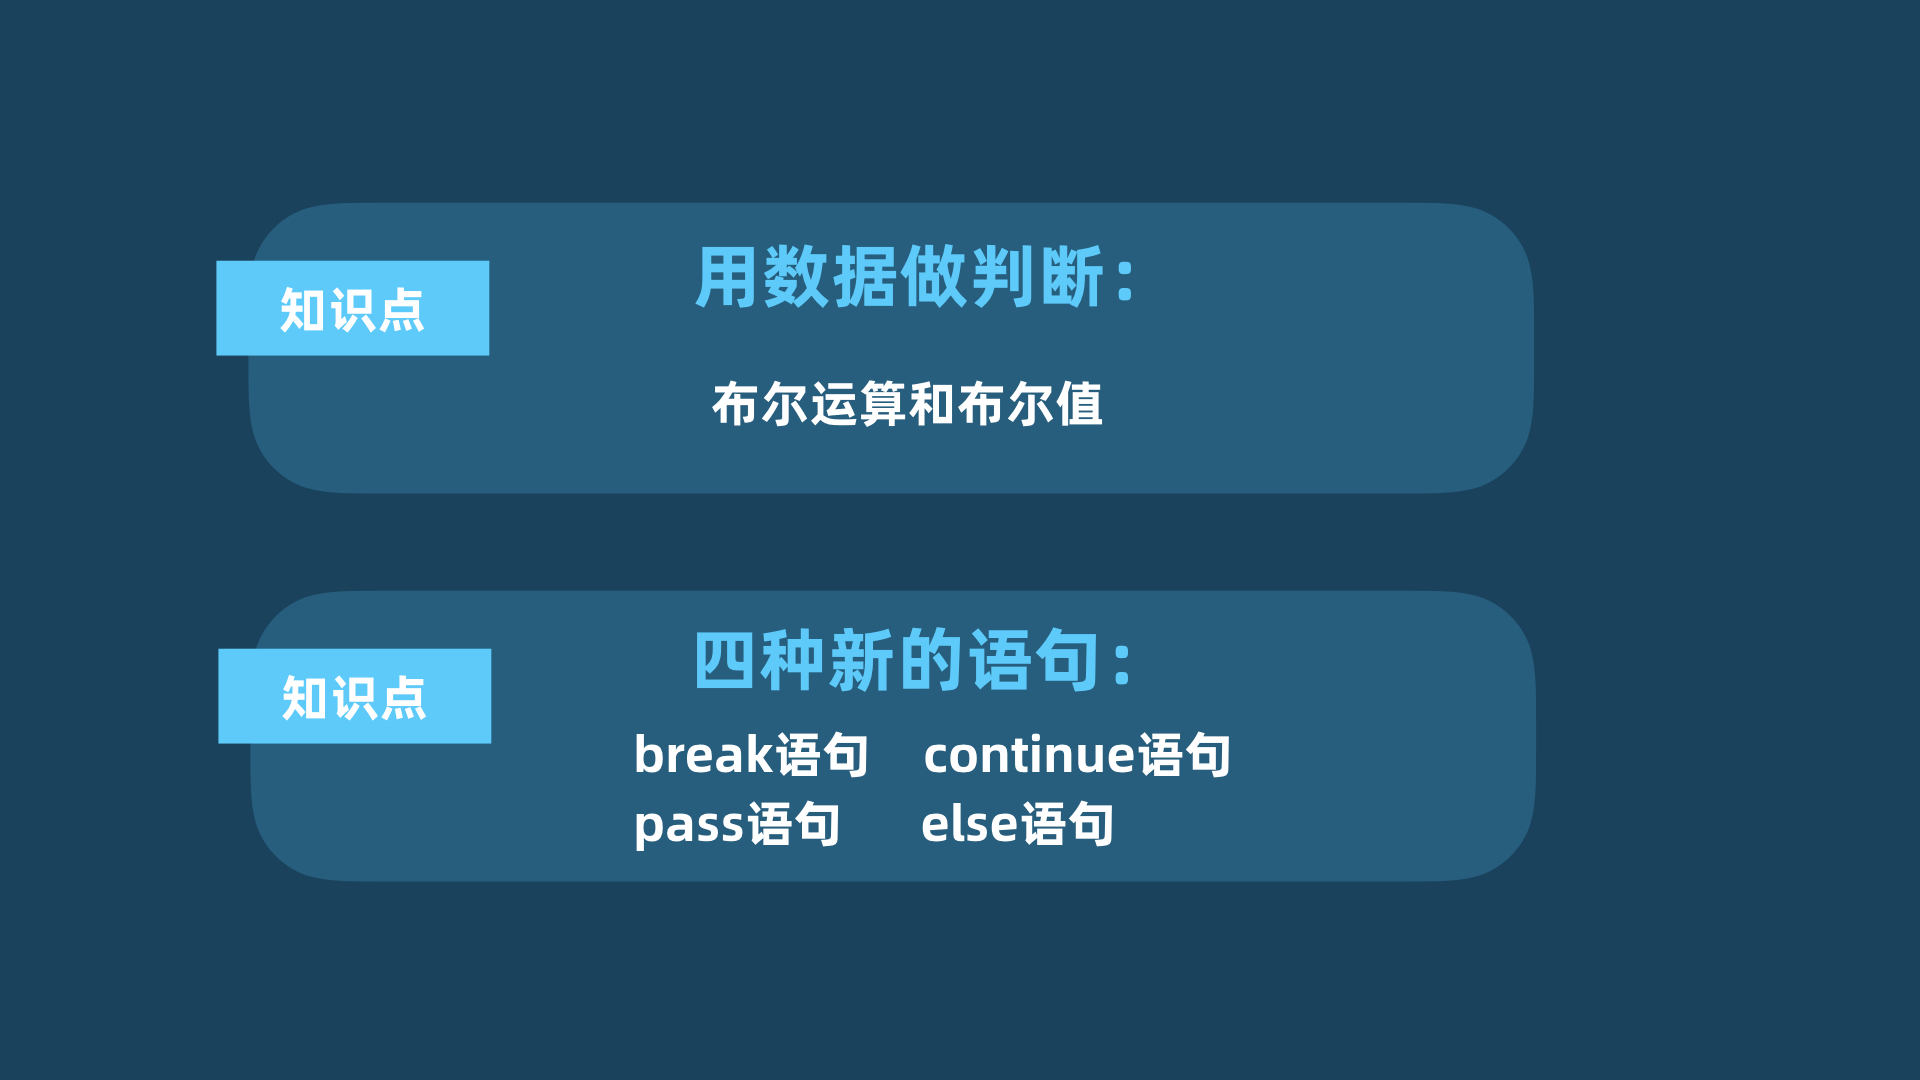 知识点
用数据做判断：
布尔运算和布尔值
知识点
四种新的语句：
break语句 continue语句
pass语句 else语句